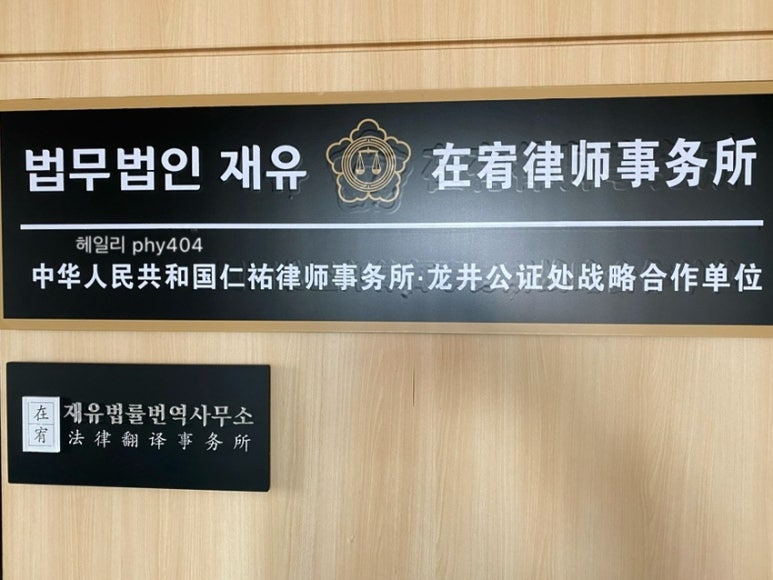 법무법인 재유 在宥律师事务所
헤일리 phy404
中华人民共和国仁祐律师事务所·龙井公证处战略合作单位
在宥
재유법률번역사무소
法律翻译事务所